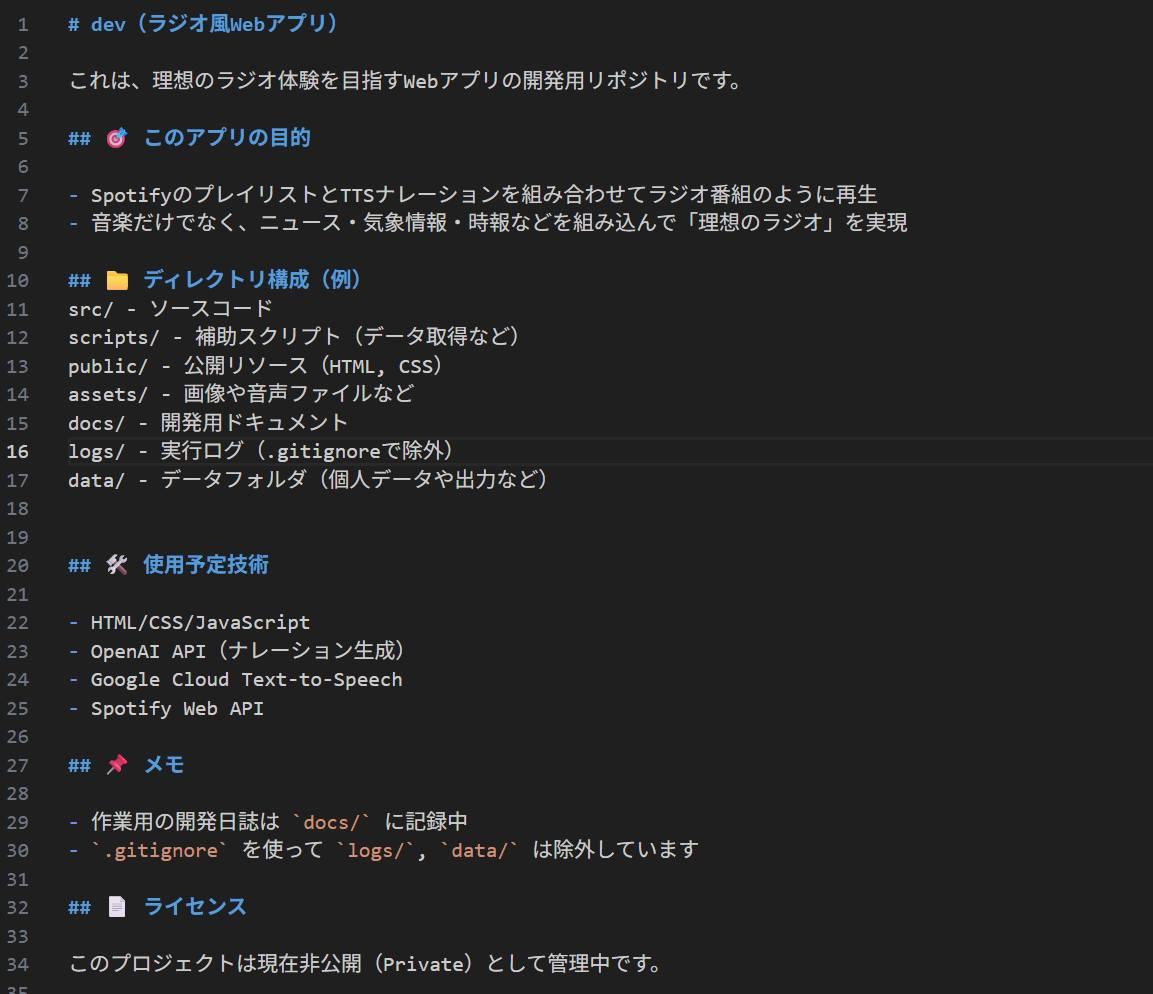 1 # dev（ラジオ風Webアプリ）
2
3 これは、理想のラジオ体験を目指すWebアプリの開発用リポジトリです。
4
5 ## 🎯 このアプリの目的
6
7 - SpotifyのプレイリストとTTSナレーションを組み合わせてラジオ番組のように再生
8 - 音楽だけでなく、ニュース・気象情報・時報などを組み込んで「理想のラジオ」を実現
9
10 ## 📁 ディレクトリ構成（例）
11 src/ - ソースコード
12 scripts/ - 補助スクリプト（データ取得など）
13 public/ - 公開リソース（HTML, CSS）
14 assets/ - 画像や音声ファイルなど
15 docs/ - 開発用ドキュメント
16 logs/ - 実行ログ（.gitignoreで除外）
17 data/ - データフォルダ（個人データや出力など）
18
19
20 ## 🛠 使用予定技術
21
22 - HTML/CSS/JavaScript
23 - OpenAI API（ナレーション生成）
24 - Google Cloud Text-to-Speech
25 - Spotify Web API
26
27 ## 📌 メモ
28
29 - 作業用の開発日誌は `docs/` に記録中
30 - `.gitignore` を使って `logs/`, `data/` は除外しています
31
32 ## 📄 ライセンス
33
34 このプロジェクトは現在非公開（Private）として管理中です。
35